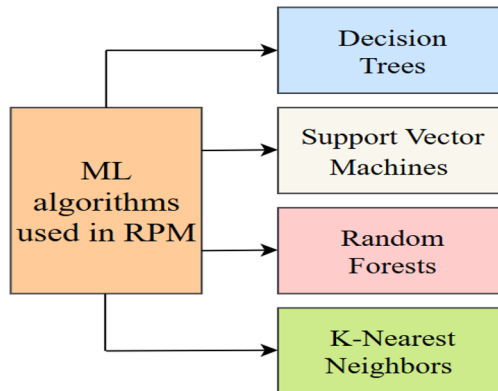 ML
algorithms
used in RPM
Decision
Trees
Support Vector
Machines
Random
Forests
K-Nearest
Neighbors